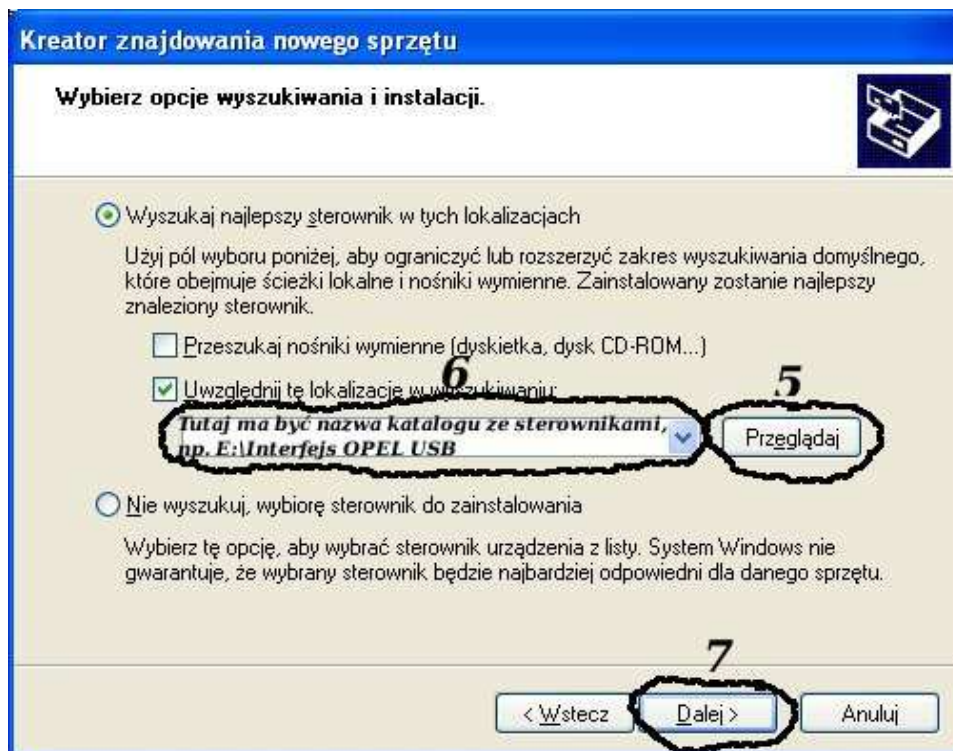 Kreator znajdowania nowego sprzętu
Wybierz opcje wyszukiwania i instalacji.
Wyszukaj najlepszy sterownik w tych lokalizacjach
Użyj pól wyboru poniżej, aby ograniczyć lub rozszerzyć zakres wyszukiwania domyślnego,
które obejmuje ścieżki lokalne i nośniki wymienne. Zainstalowany zostanie najlepszy
znaleziony sterownik.
Przeszukaj nośniki wymienne (dyskietka, dysk CD-ROM...)
6
5
Uwzględnij tę lokalizację w wyszukiwaniu:
Tutaj ma być nazwa katalogu ze sterownikami,
np. E:\Interfejs OPEL USB
Przeglądaj
Nie wyszukuj, wybiorę sterownik do zainstalowania
Wybierz tę opcję, aby wybrać sterownik urządzenia z listy. System Windows nie
gwarantuje, że wybrany sterownik będzie najbardziej odpowiedni dla danego sprzętu.
7
< Wstecz Dalej > Anuluj